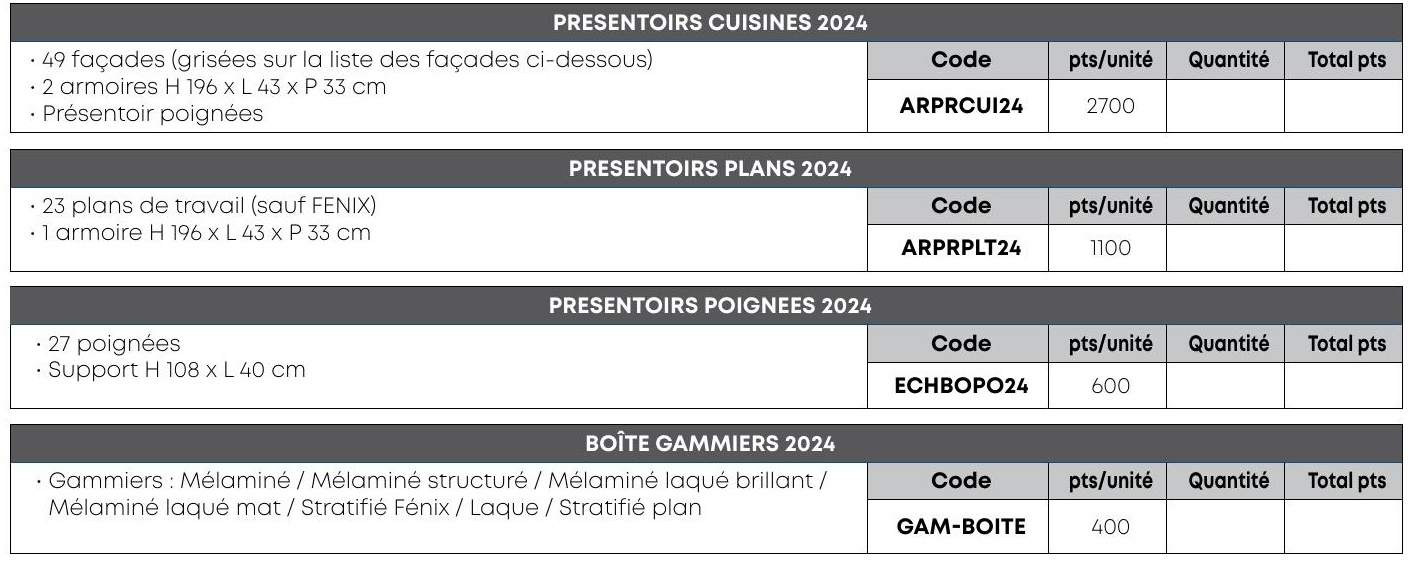 PRESENTOIRS CUISINES 2024
· 49 façades (grisées sur la liste des façades ci-dessous)
· 2 armoires H 196 x L 43 x P 33 cm
· Présentoir poignées
Code pts/unité Quantité Total pts
ARPRCUI24 2700
PRESENTOIRS PLANS 2024
· 23 plans de travail (sauf FENIX)
· 1 armoire H 196 x L 43 x P 33 cm
Code pts/unité Quantité Total pts
ARPRPLT24 1100
PRESENTOIRS POIGNEES 2024
· 27 poignées
· Support H 108 x L 40 cm
Code pts/unité Quantité Total pts
ECHBOPO24 600
BOÎTE GAMMIERS 2024
· Gammiers : Mélaminé / Mélaminé structuré / Mélaminé laqué brillant /
Mélaminé laqué mat / Stratifié Fénix / Laque / Stratifié plan
Code pts/unité Quantité Total pts
GAM-BOITE 400